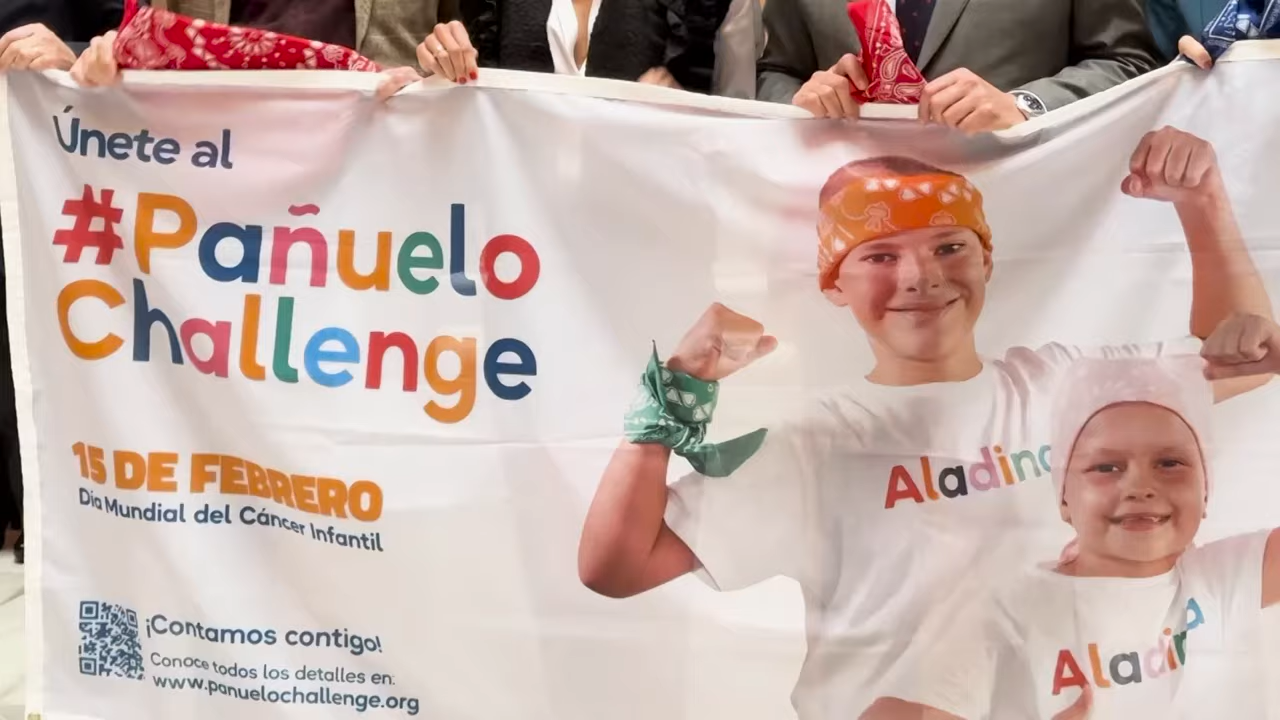 Únete al
#Pañuelo
Challenge
15 DE FEBRERO
Día Mundial del Cáncer Infantil
¡Contamos contigo!
Conoce todos los detalles en:
www.panuelochallenge.org
Aladina
Aladina